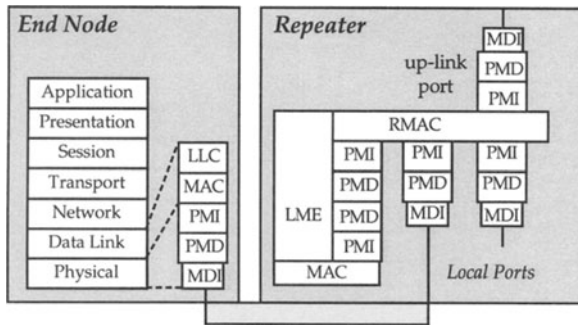 End Node
Application
Presentation
Session
Transport
Network
Data Link
Physical
LLC
MAC
PMI
PMD
MDI
Repeater
up-link
port
MDI
PMD
PMI
RMAC
LME
PMI
PMD
PMD
PMI
MAC
PMI
PMD
MDI
PMI
PMD
MDI
Local Ports